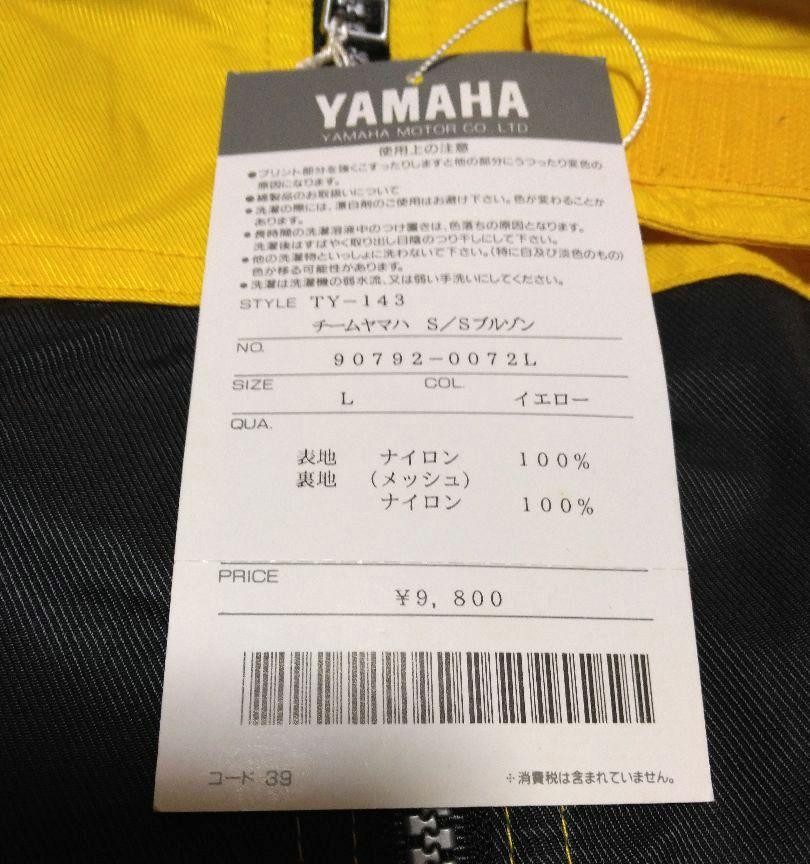 YAMAHA
YAMAHA MOTOR CO. LTD
使用上の注意
●プリント部分を強くこすったりしますと他の部分にうつったり変色の
原因になります。
●綿製品のお取扱いについて
●洗濯の際には、漂白剤のご使用はお避け下さい。色が変わることか
あります。
●長時間の洗濯溶液中のつけ置きは、色落ちの原因となります。
洗濯後はすばやく取り出し日陰のつり干しにして下さい。
●他の洗濯物といっしょに洗わないで下さい。(特に白及び淡色のもの)
色が移る可能性があります。
●洗濯は洗濯機の弱水流、又は弱い手洗いにしてください。
STYLE TY-143
チームヤマハ S/Sブルゾン
NO. 90792-0072L
SIZE L COL. イエロー
QUA.
表地 ナイロン 100%
裏地 (メッシュ)
ナイロン 100%
PRICE
¥9,800
コード 39 ※消費税は含まれていません。